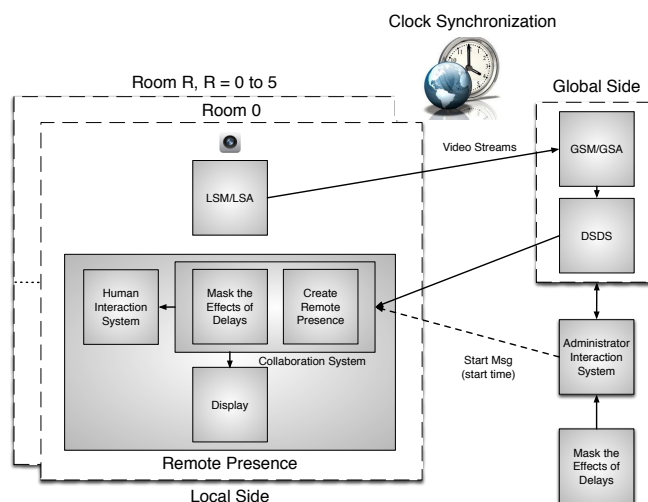 Clock Synchronization
Room R, R = 0 to 5
Global Side
Room 0
Video Streams
GSM/GSA
LSM/LSA
DSDS
Human
Interaction
System
Mask the
Effects of
Delays
Create
Remote
Presence
Collaboration System
Start Msg
(start time)
Administrator
Interaction
System
Display
Remote Presence
Mask the
Effects of
Delays
Local Side